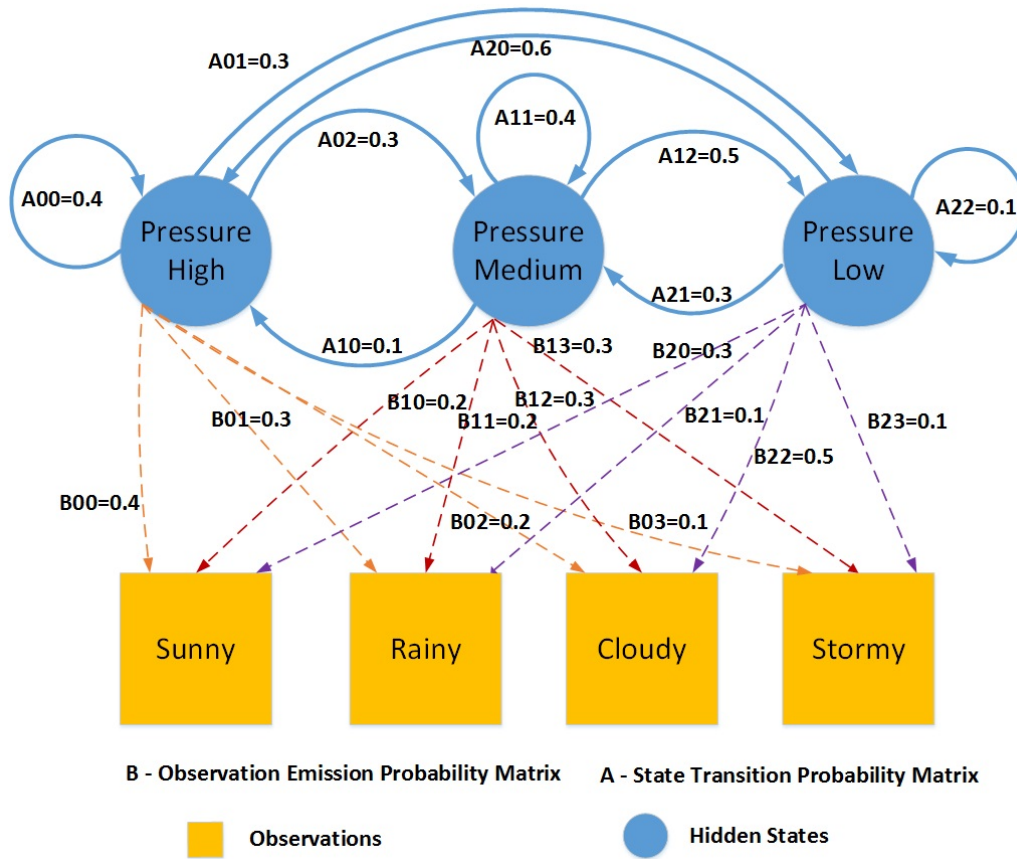 A01=0.3
A20=0.6
A11=0.4
A02=0.3
A12=0.5
A00=0.4
A22=0.1
Pressure
High
Pressure
Medium
Pressure
Low
A21=0.3
A10=0.1
B13=0.3
B20=0.3
B10=0.2
B12=0.3
B01=0.3
B11=0.2
B21=0.1
B23=0.1
B22=0.5
B00=0.4
B02=0.2
B03=0.1
Sunny
Rainy
Cloudy
Stormy
B - Observation Emission Probability Matrix
A - State Transition Probability Matrix
Observations
Hidden States